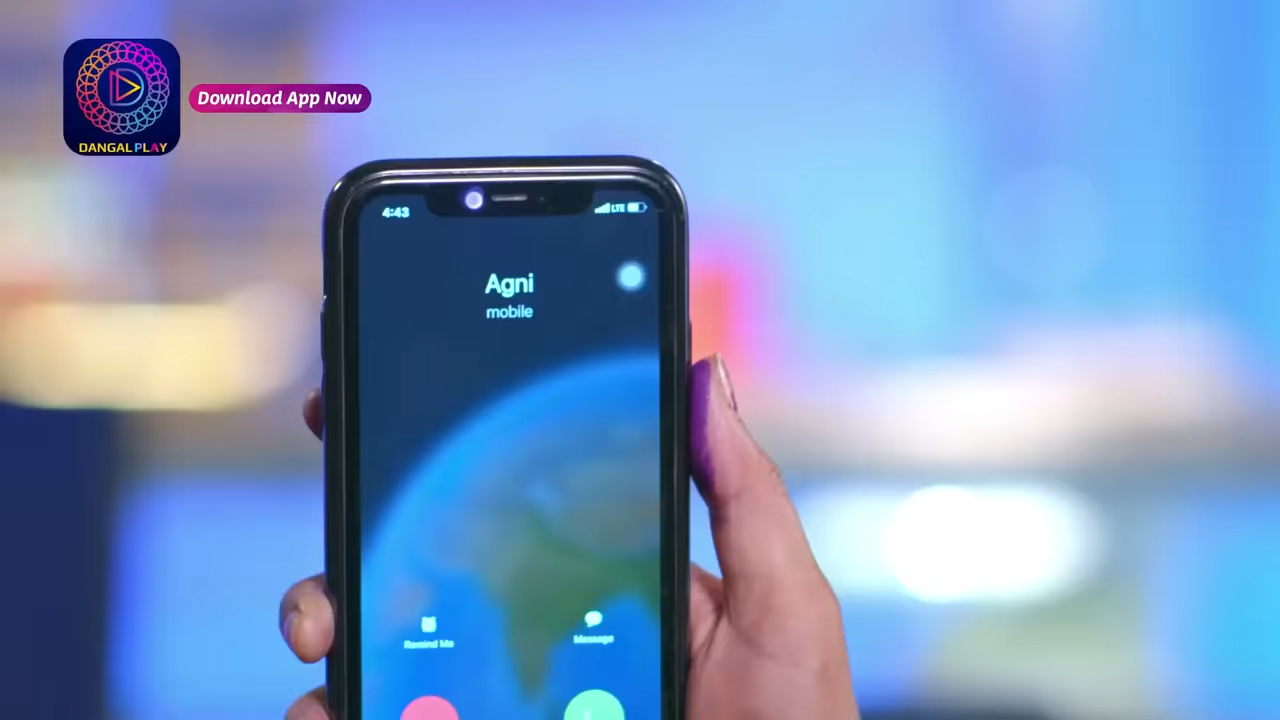 DANGAL PLAY
Download App Now
4:43
LTE
Agni
mobile
Remind Me
Message